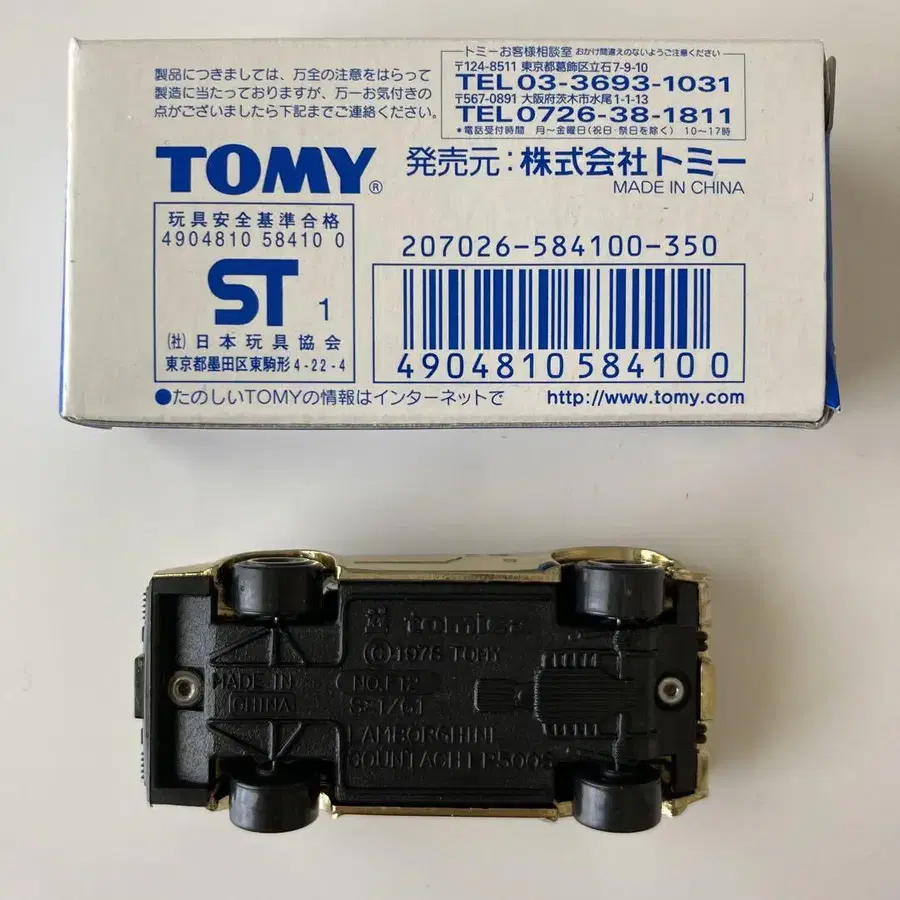 製品につきましては、万全の注意をはらって
製造に当たっておりますが、万一お気付きの
点がございましたら下記までご連絡ください。
トミーお客様相談室 おかけ間違えのないようご注意ください
〒124-8511 東京都葛飾区立石7-9-10
TEL03-3693-1031
〒567-0891 大阪府茨木市水尾1-1-13
TEL0726-38-1811
*電話受付時間 月〜金曜日(祝日·祭日を除く) 10〜17時
TOMY®
発売元:株式会社トミー
MADE IN CHINA
玩具安全基準合格
4904810 58410 0
ST 1
(社)日本玩具協会
東京都墨田区東駒形4-22-4
207026-584100-350
4904810584100
●たのしいTOMYの情報はインターネットで http://www.tomy.com
tomica
©1978 TOMY
MADE IN
CHINA
NO.F12
S=1/61
LAMBORGHINI
COUNTACH LP500S